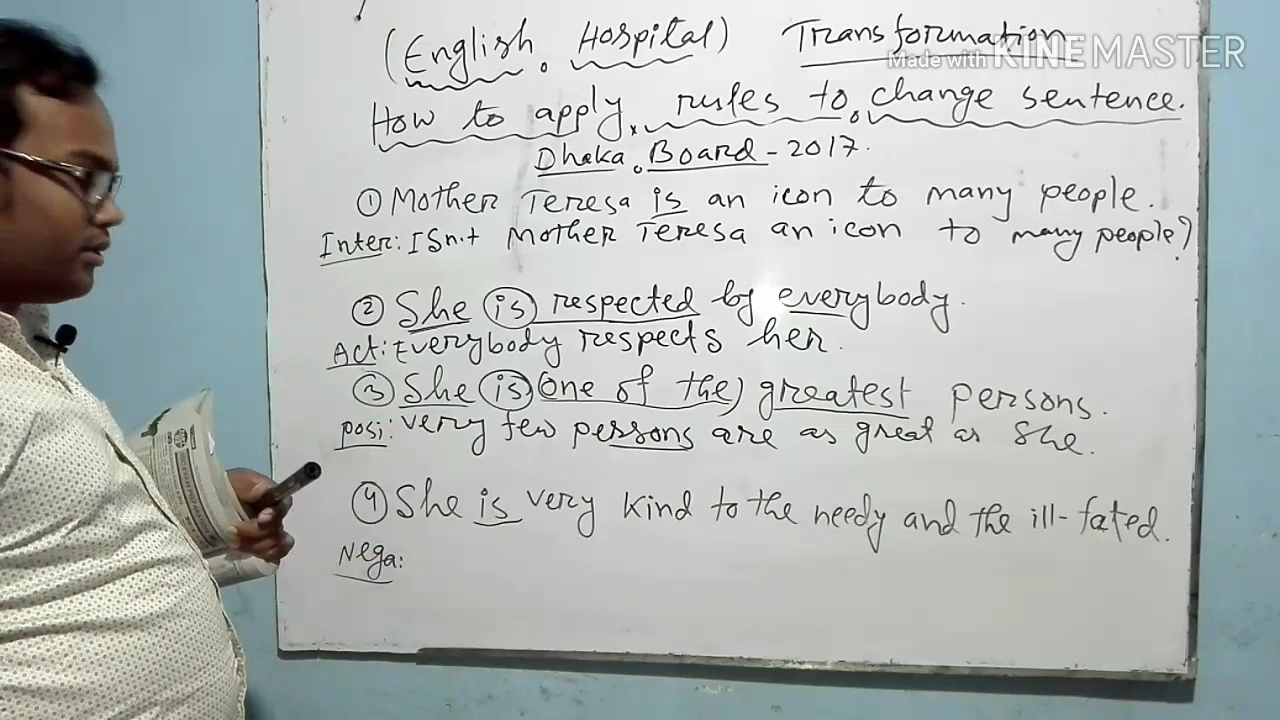 (English Hospital) Transformation
Made with KINEMASTER
How to apply rules to change sentence.
Dhaka Board - 2017.
① Mother Teresa is an icon to many people.
Inter: ISn't Mother Teresa an icon to many people?
② She is respected by everybody.
Act: Everybody respects her.
③ She is (one of the) greatest persons.
Posi: very few persons are as great as she.
④ She is very kind to the needy and the ill-fated.
Nega: